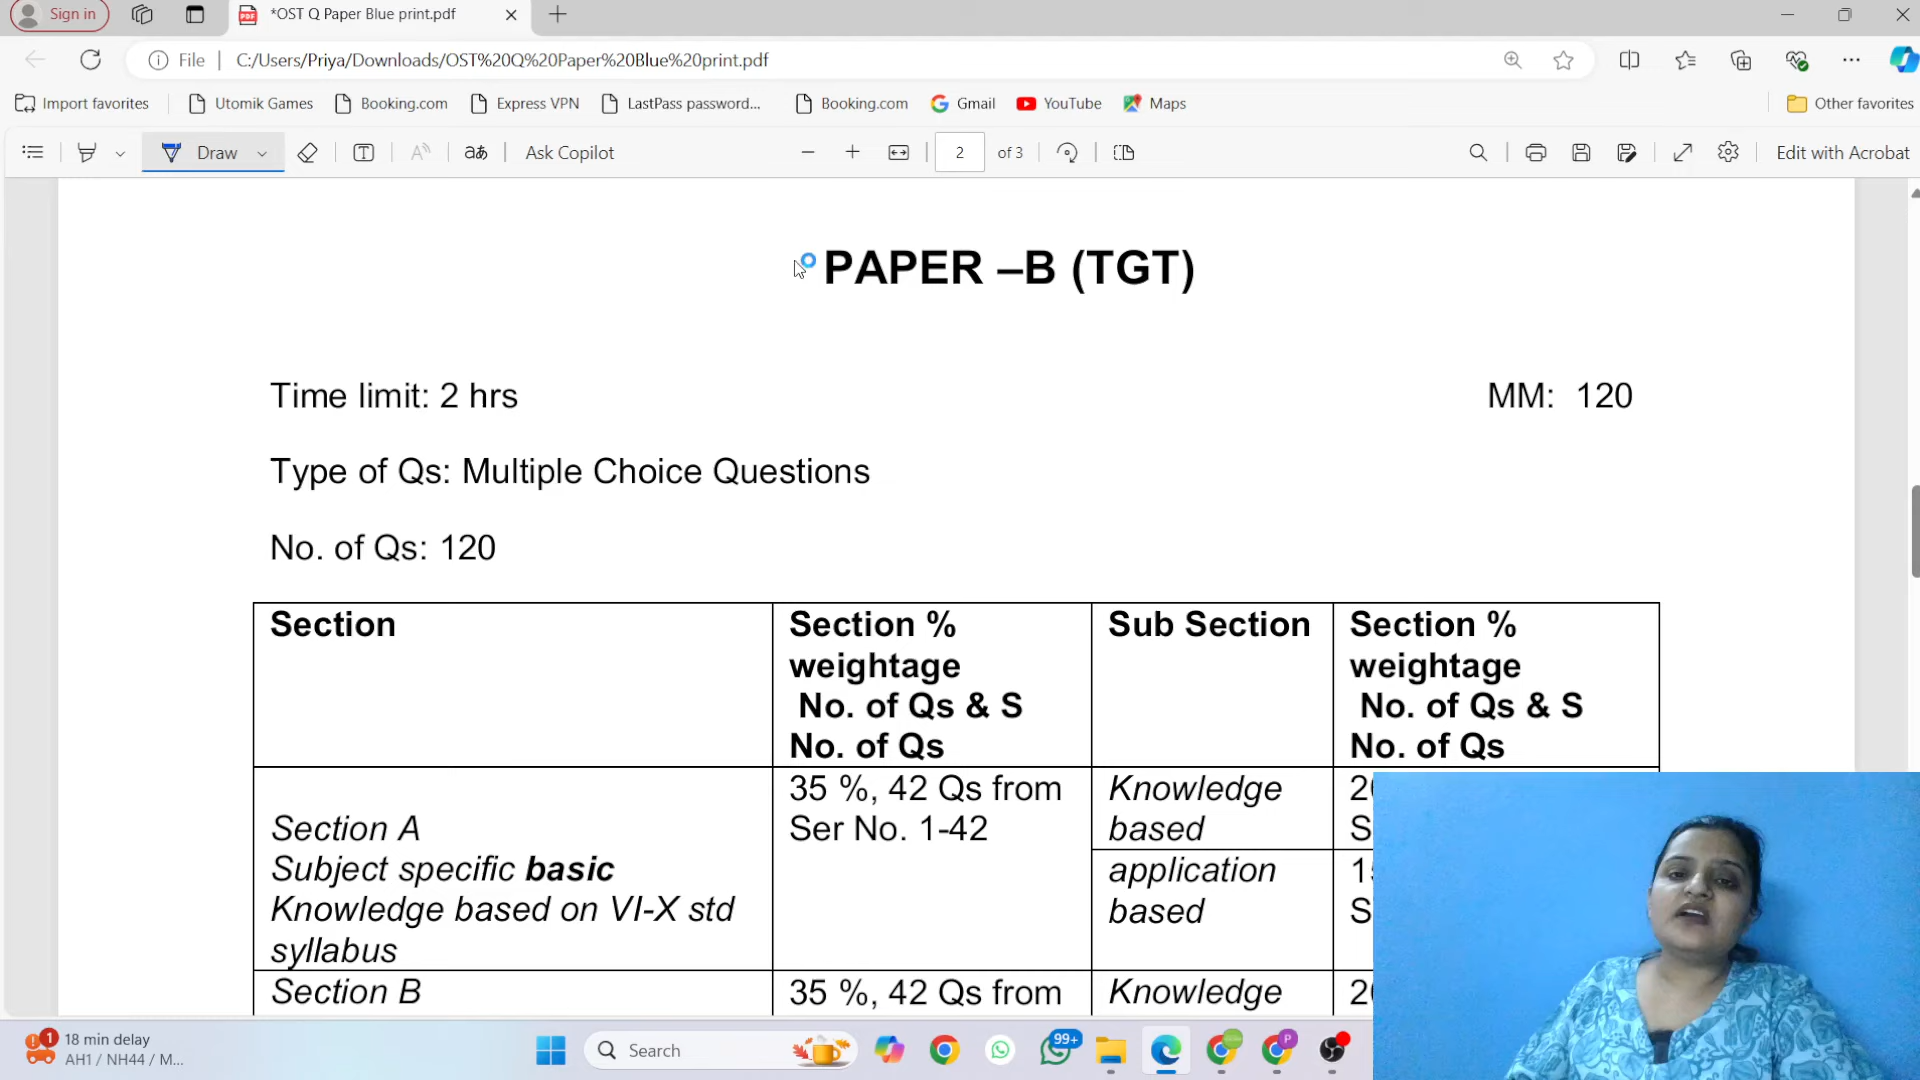 Sign in
*OST Q Paper Blue print.pdf
File C:/Users/Priya/Downloads/OST%20Q%20Paper%20Blue%20print.pdf
Import favorites Utomik Games Booking.com Express VPN LastPass password... Booking.com Gmail YouTube Maps Other favorites
Draw Ask Copilot 2 of 3 Edit with Acrobat
PAPER –B (TGT)
Time limit: 2 hrs MM: 120
Type of Qs: Multiple Choice Questions
No. of Qs: 120
Section
Section %
weightage
No. of Qs & S
No. of Qs
Sub Section
Section %
weightage
No. of Qs & S
No. of Qs
Section A
Subject specific basic
Knowledge based on VI-X std
syllabus
35 %, 42 Qs from
Ser No. 1-42
Knowledge
based
application
based
Section B
35 %, 42 Qs from
Knowledge
18 min delay
AH1 / NH44 / M...
Search
99+